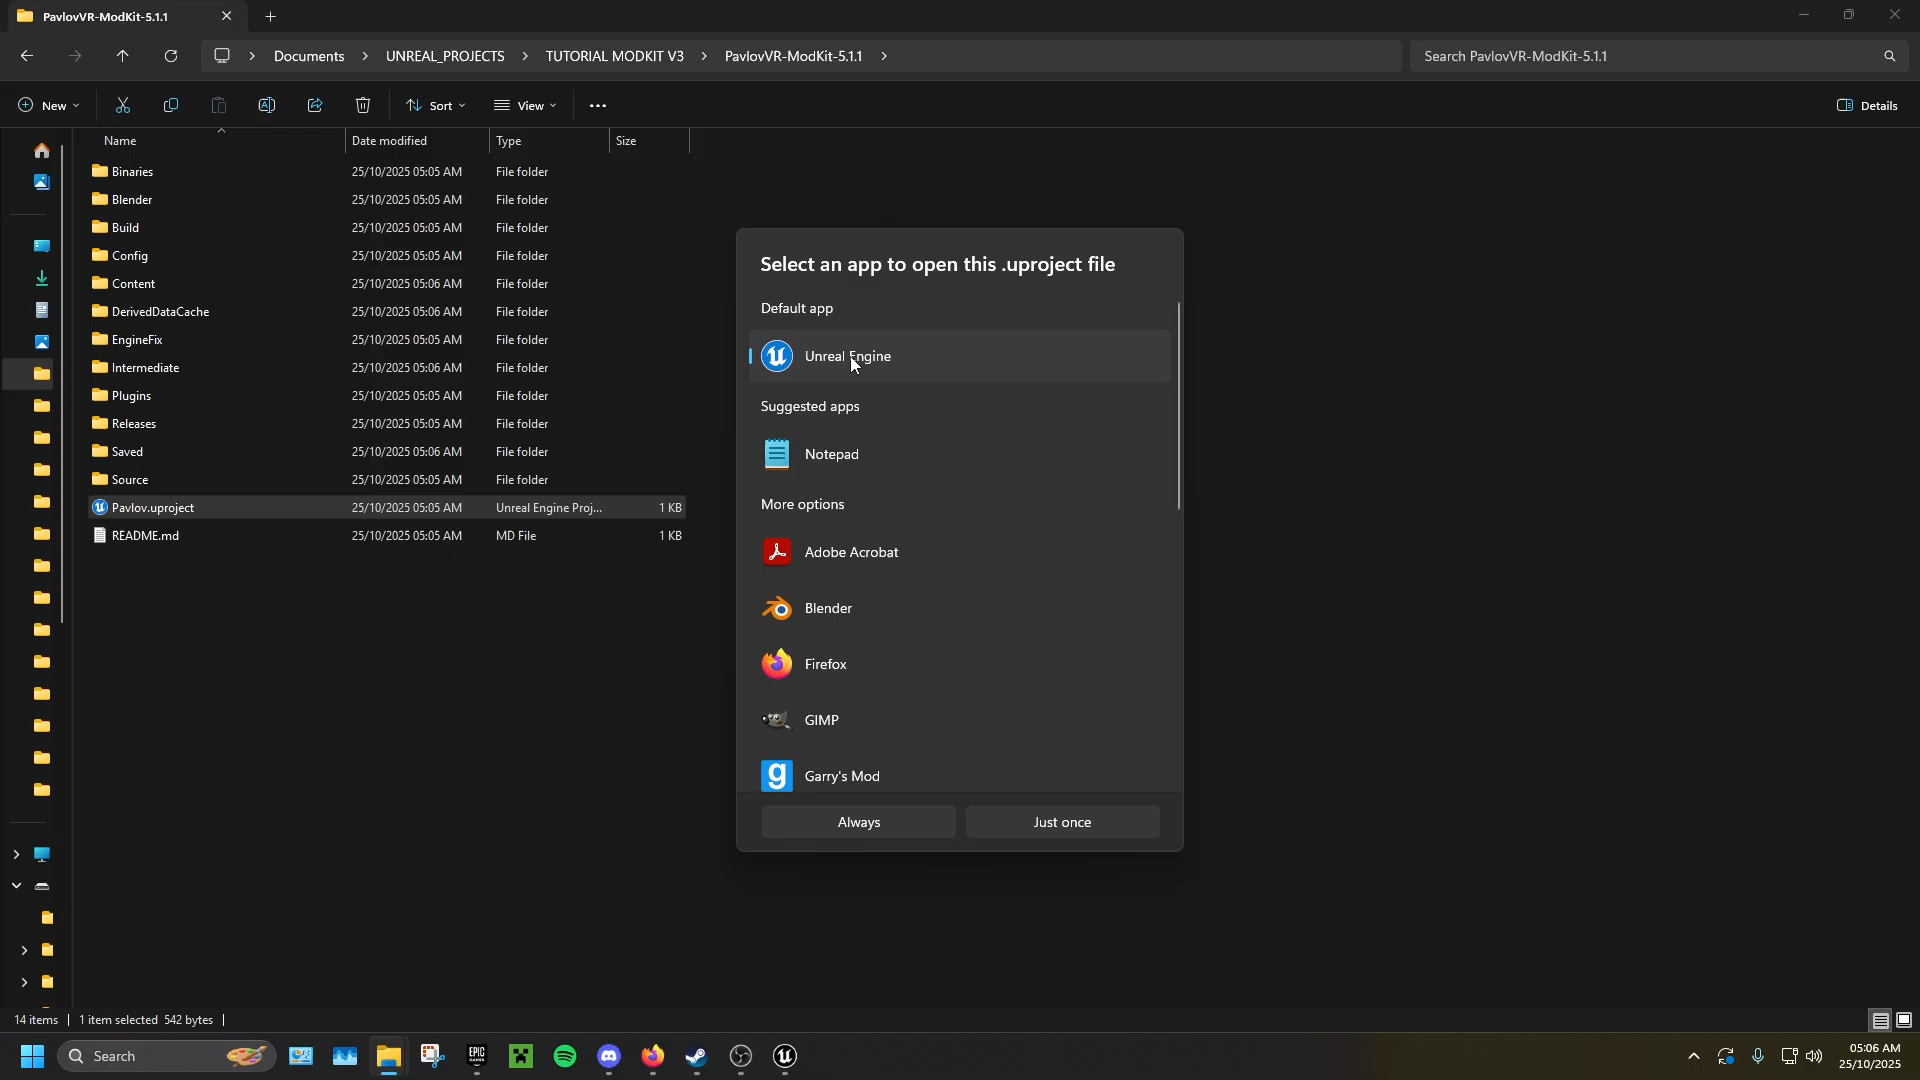 PavlovVR-ModKit-5.1.1
Documents > UNREAL_PROJECTS > TUTORIAL MODKIT V3 > PavlovVR-ModKit-5.1.1 >
Search PavlovVR-ModKit-5.1.1
New
Sort
View
Details
Name Date modified Type Size
Binaries 25/10/2025 05:05 AM File folder
Blender 25/10/2025 05:05 AM File folder
Build 25/10/2025 05:05 AM File folder
Config 25/10/2025 05:05 AM File folder
Content 25/10/2025 05:06 AM File folder
DerivedDataCache 25/10/2025 05:06 AM File folder
EngineFix 25/10/2025 05:05 AM File folder
Intermediate 25/10/2025 05:06 AM File folder
Plugins 25/10/2025 05:05 AM File folder
Releases 25/10/2025 05:05 AM File folder
Saved 25/10/2025 05:06 AM File folder
Source 25/10/2025 05:05 AM File folder
Pavlov.uproject 25/10/2025 05:05 AM Unreal Engine Proj... 1 KB
README.md 25/10/2025 05:05 AM MD File 1 KB
Select an app to open this .uproject file
Default app
Unreal Engine
Suggested apps
Notepad
More options
Adobe Acrobat
Blender
Firefox
GIMP
Garry's Mod
Always
Just once
14 items | 1 item selected 542 bytes |
Search
EPIC GAMES
05:06 AM
25/10/2025